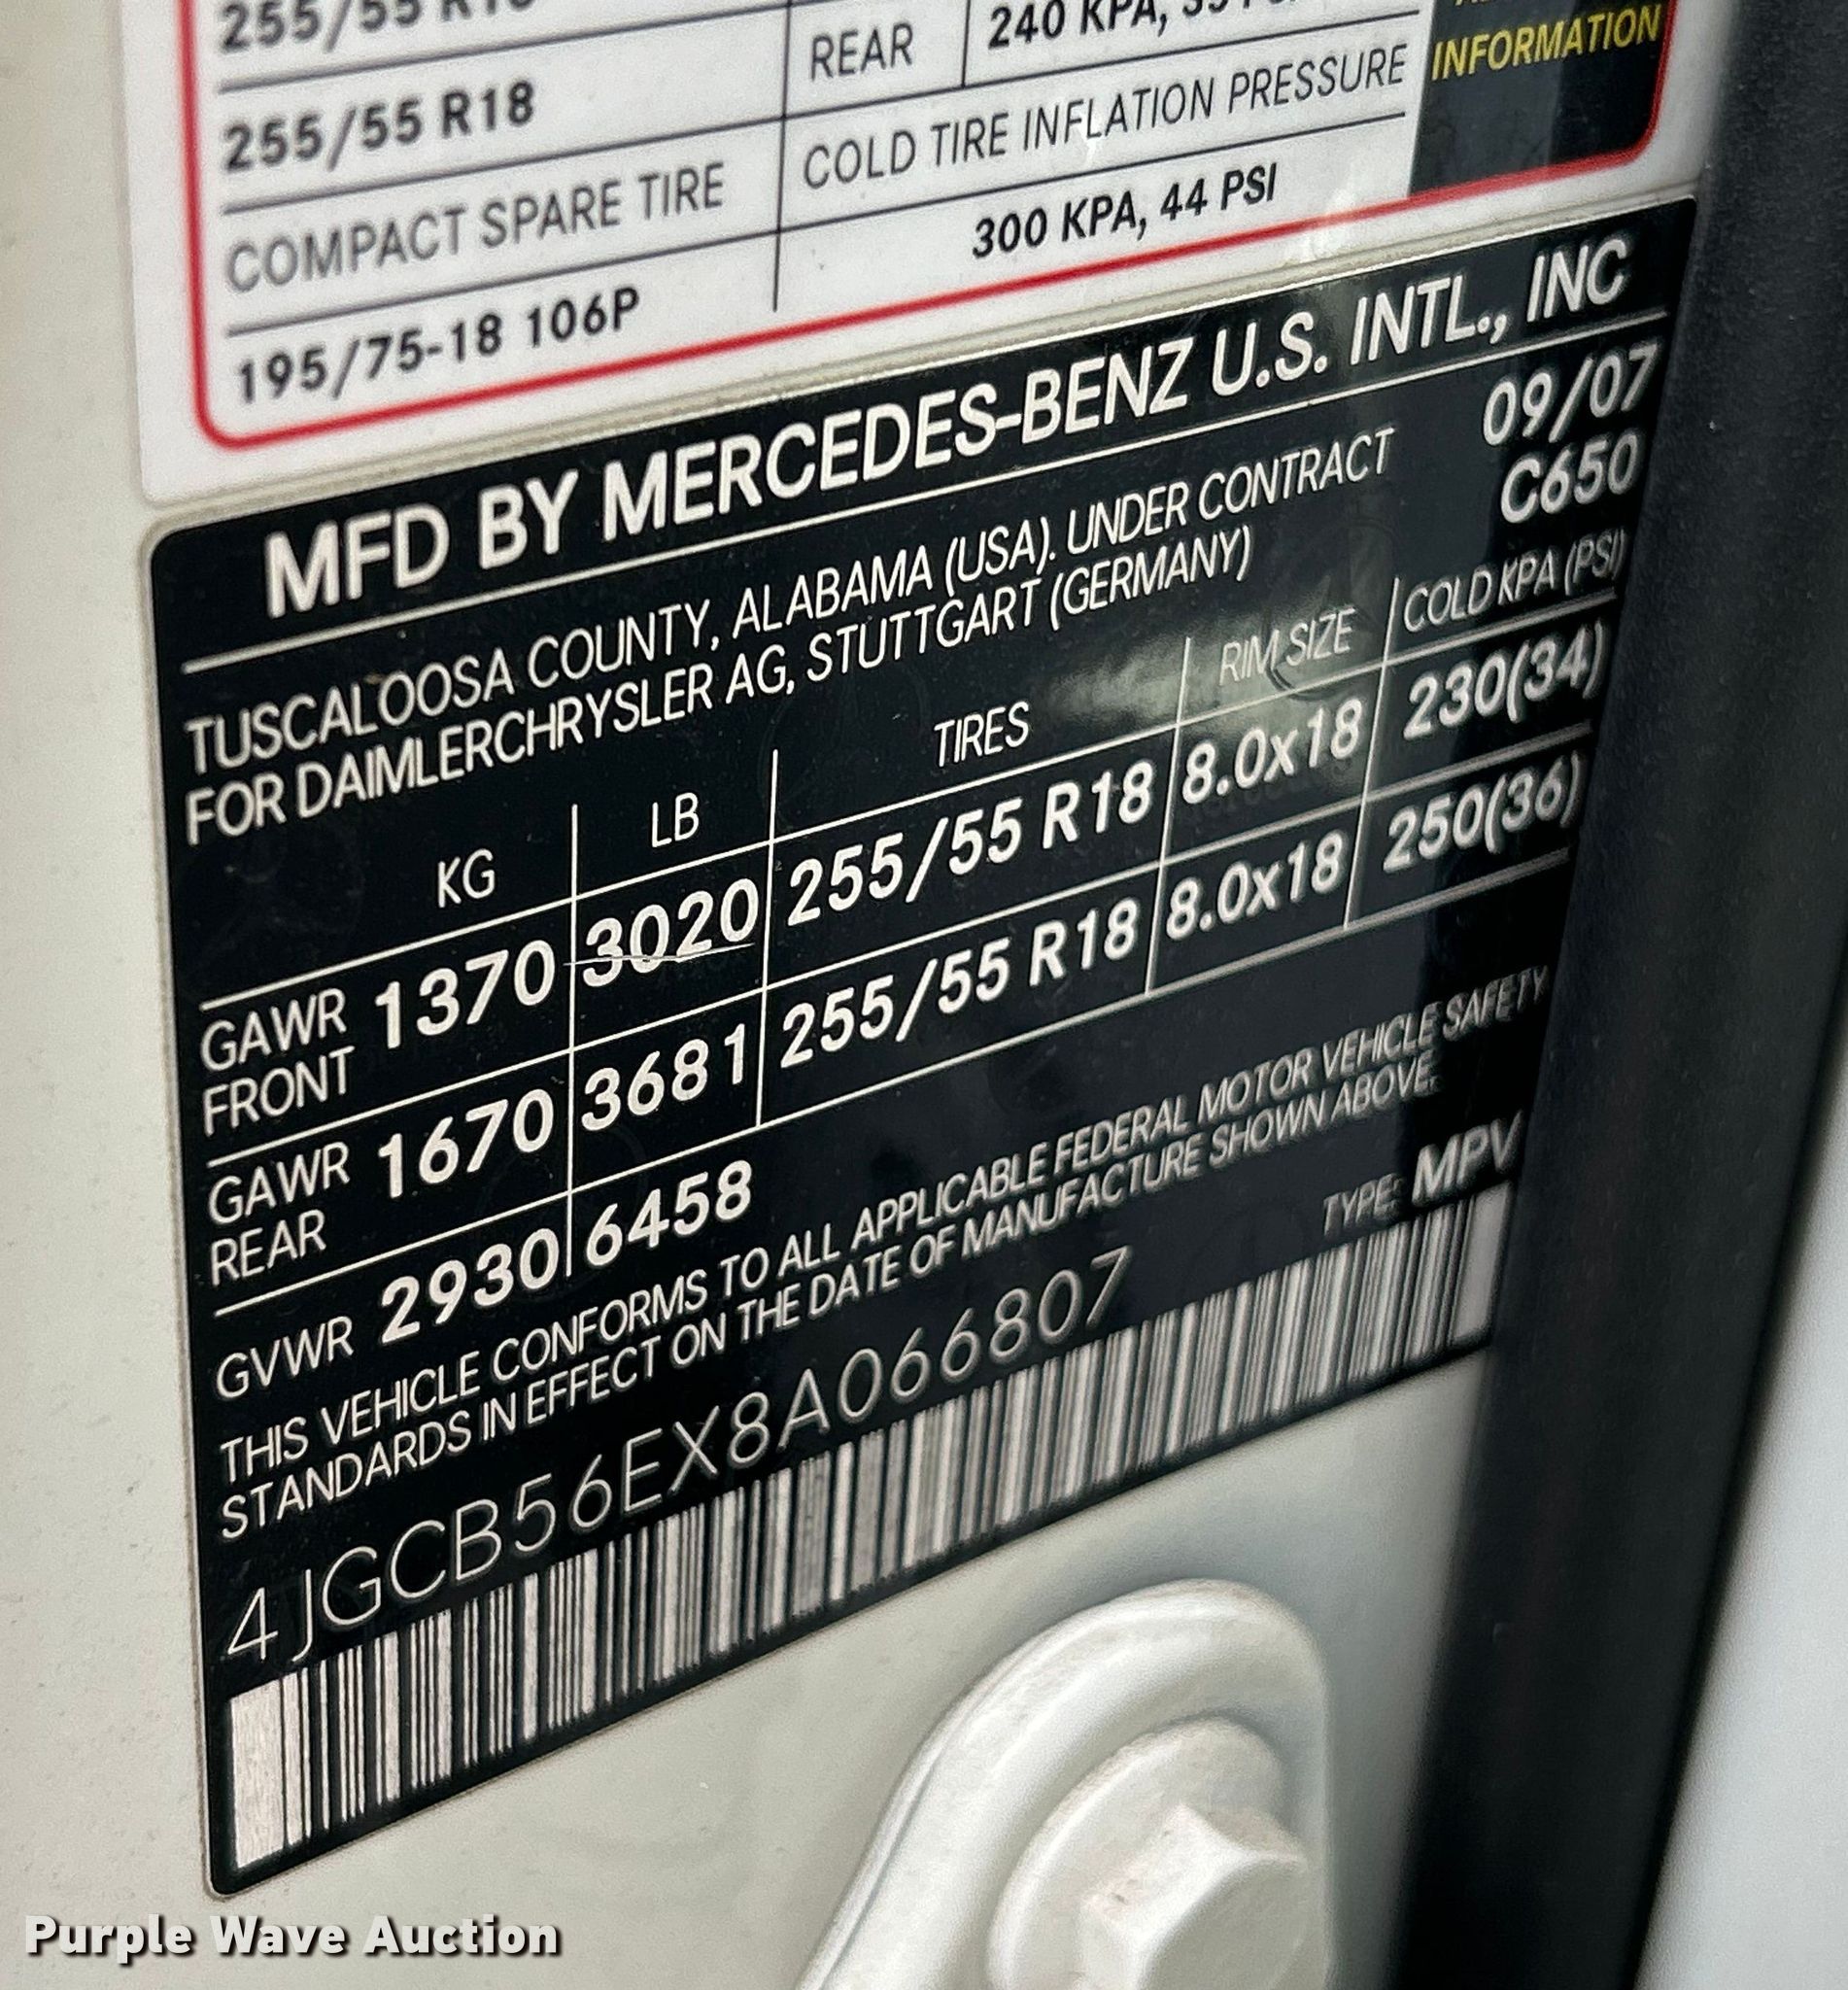 255/55 R18
REAR
240 KPA, 35 PSI
INFORMATION
255/55 R18
COLD TIRE INFLATION PRESSURE
COMPACT SPARE TIRE
300 KPA, 44 PSI
195/75-18 106P
MFD BY MERCEDES-BENZ U.S. INTL., INC
09/07
TUSCALOOSA COUNTY, ALABAMA (USA). UNDER CONTRACT
C650
FOR DAIMLERCHRYSLER AG, STUTTGART (GERMANY)
KG LB TIRES RIM SIZE COLD KPA (PSI)
GAWR FRONT 1370 3020 255/55 R18 8.0x18 230(34)
GAWR REAR 1670 3681 255/55 R18 8.0x18 250(36)
GVWR 2930 6458
THIS VEHICLE CONFORMS TO ALL APPLICABLE FEDERAL MOTOR VEHICLE SAFETY
STANDARDS IN EFFECT ON THE DATE OF MANUFACTURE SHOWN ABOVE.
TYPE: MPV
4JGCB56EX8A066807
Purple Wave Auction